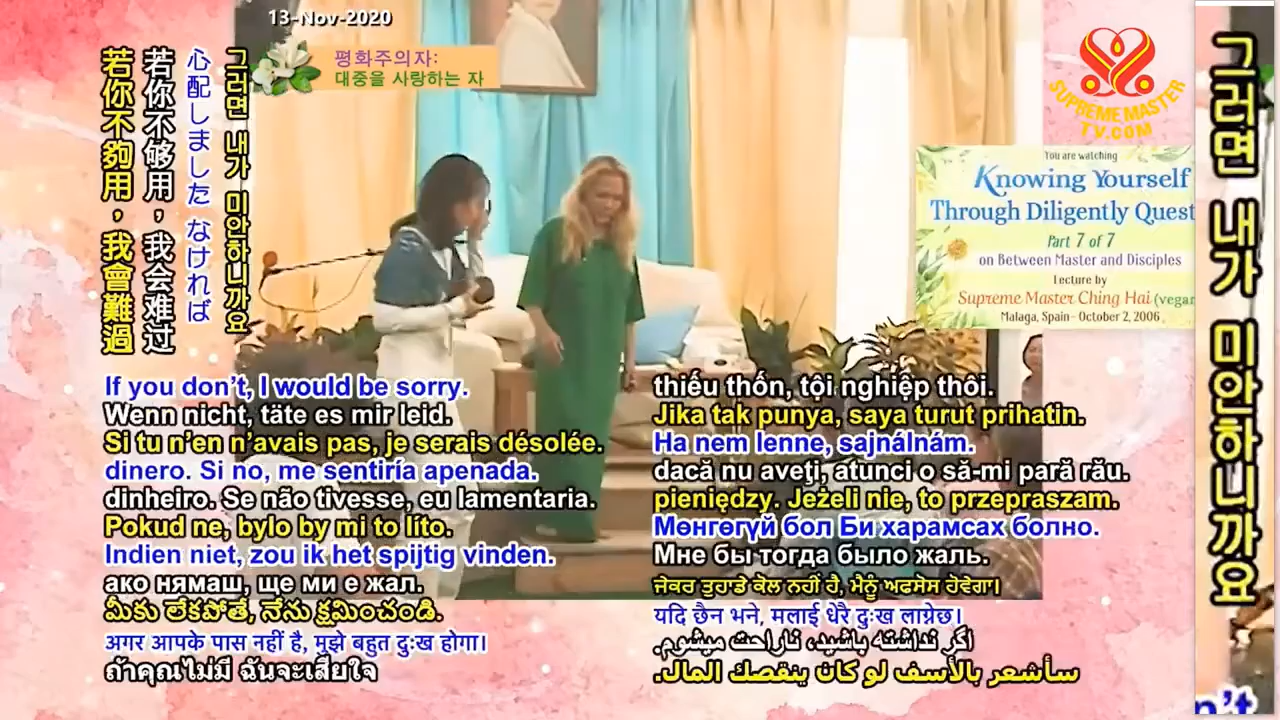 13-Nov-2020
평화주의자:
대중을 사랑하는 자
그러면 내가 미안하니까요
心配しました なければ
若你不够用，我会难过
若你不夠用，我會難過
SUPREME MASTER
TV.COM
You are watching
Knowing Yourself
Through Diligently Quest
Part 7 of 7
on Between Master and Disciples
Lecture by
Supreme Master Ching Hai (vegan
Malaga, Spain - October 2, 2006
If you don't, I would be sorry.
Wenn nicht, täte es mir leid.
Si tu n'en n'avais pas, je serais désolée.
dinero. Si no, me sentiría apenada.
dinheiro. Se não tivesse, eu lamentaria.
Pokud ne, bylo by mi to líto.
Indien niet, zou ik het spijtig vinden.
ако нямаш, ще ми е жал.
మీకు లేకపోతే, నేను క్షమించండి.
अगर आपके पास नहीं है, मुझे बहुत दुःख होगा।
ถ้าคุณไม่มี ฉันจะเสียใจ
thiếu thốn, tội nghiệp thôi.
Jika tak punya, saya turut prihatin.
Ha nem lenne, sajnálnám.
dacă nu aveţi, atunci o să-mi pară rău.
pieniędzy. Jeżeli nie, to przepraszam.
Мөнгөгүй бол Би харамсах болно.
Мне бы тогда было жаль.
ਜੇਕਰ ਤੁਹਾਡੇ ਕੋਲ ਨਹੀਂ ਹੈ, ਮੈਨੂੰ ਅਫਸੋਸ ਹੋਵੇਗਾ।
यदि छैन भने, मलाई धेरै दुःख लाग्नेछ।
اگر نداشته باشید، ناراحت میشوم.
سأشعر بالأسف لو كان ينقصك المال.
그러면 내가 미안하니까요
n't